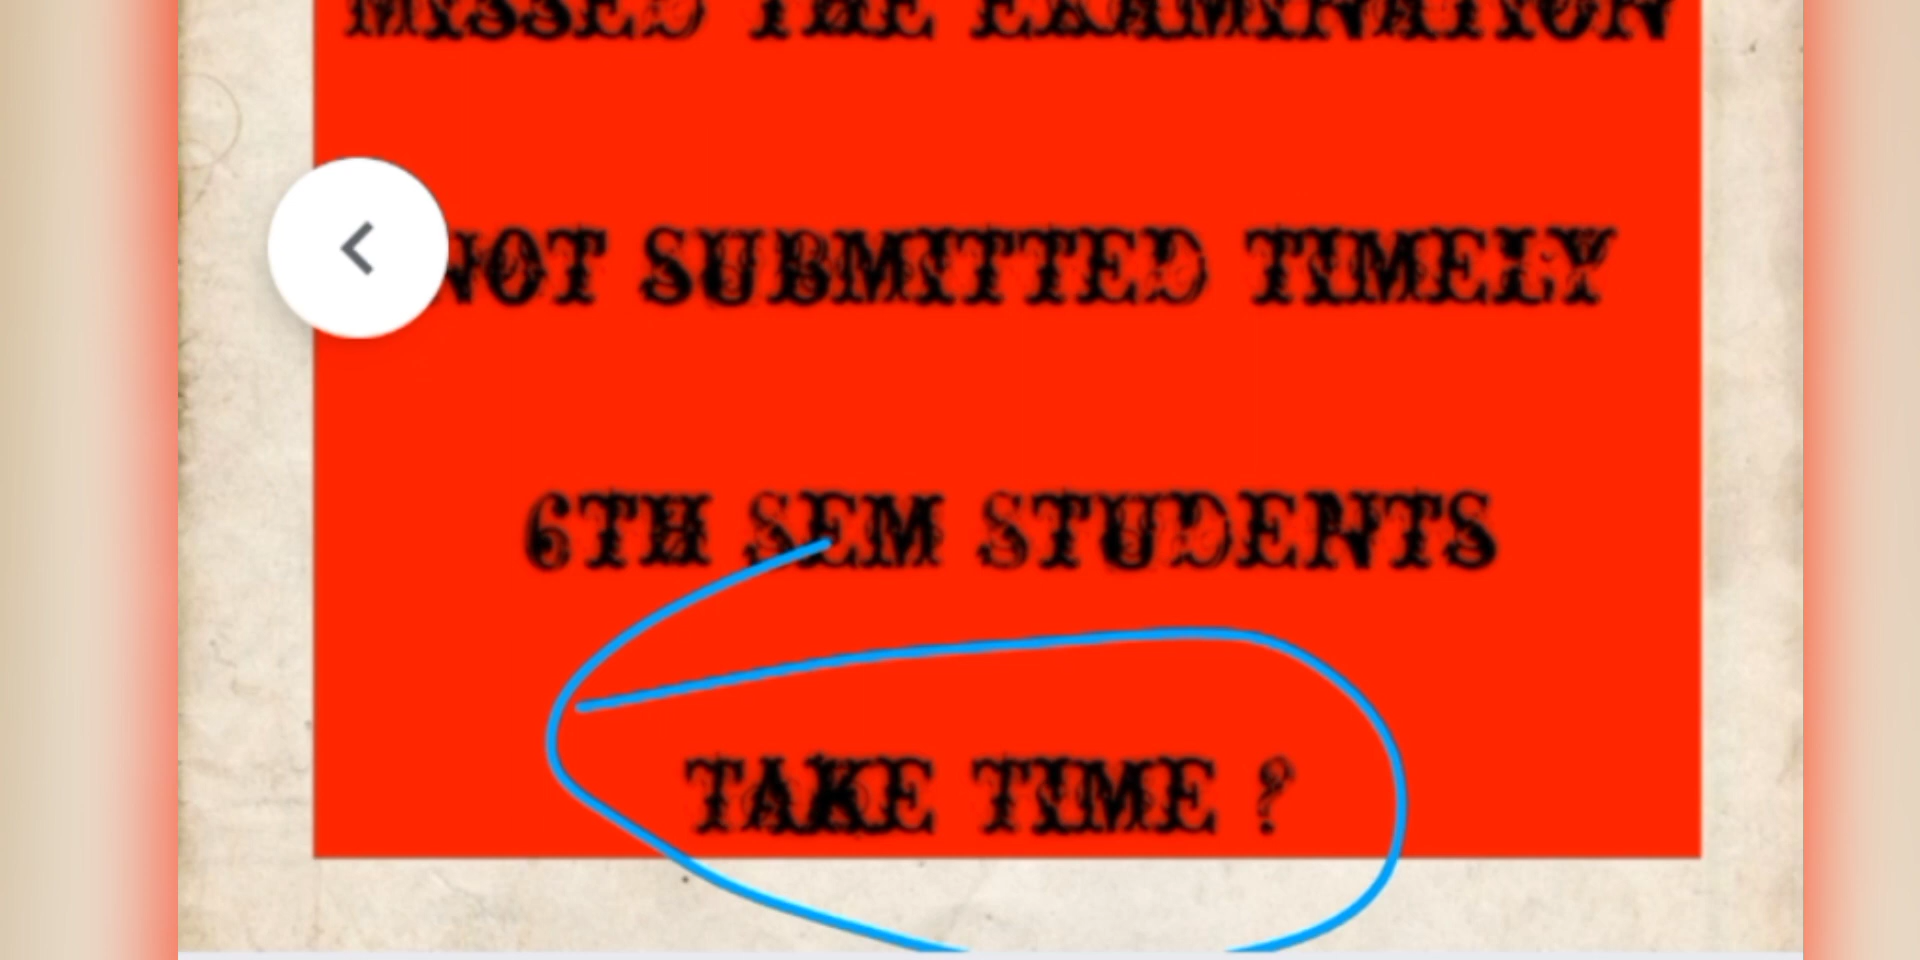 MISSED THE EXAMINATION
NOT SUBMITTED TIMELY
6TH SEM STUDENTS
TAKE TIME ?